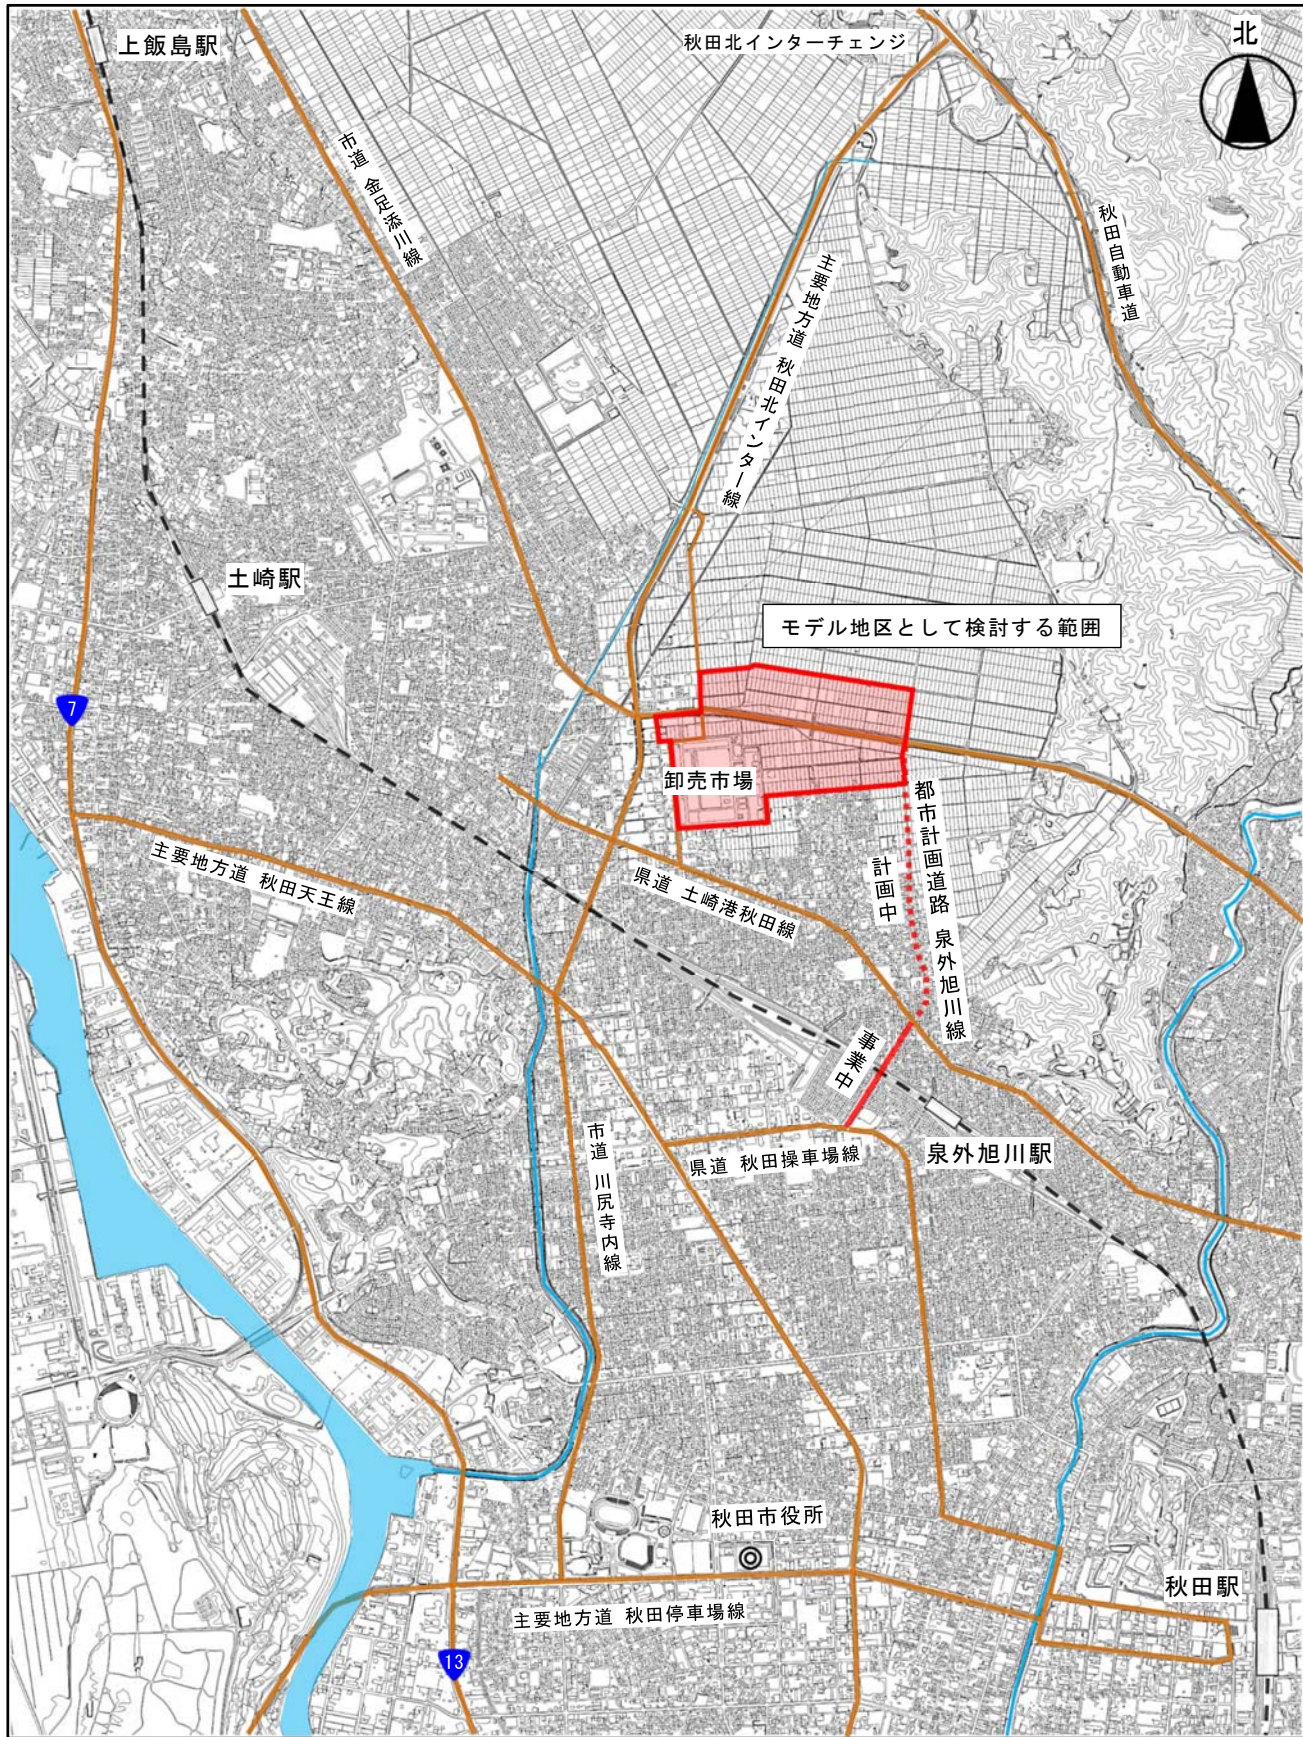 上飯島駅
秋田北インターチェンジ
北
市道 金足添川線
秋田自動車道
主要地方道 秋田北インター線
土崎駅
モデル地区として検討する範囲
7
卸売市場
都市計画道路 泉外旭川線
計画中
主要地方道 秋田天王線
県道 土崎港秋田線
事業中
泉外旭川駅
県道 秋田操車場線
市道 川尻寺内線
秋田市役所
秋田駅
主要地方道 秋田停車場線
13